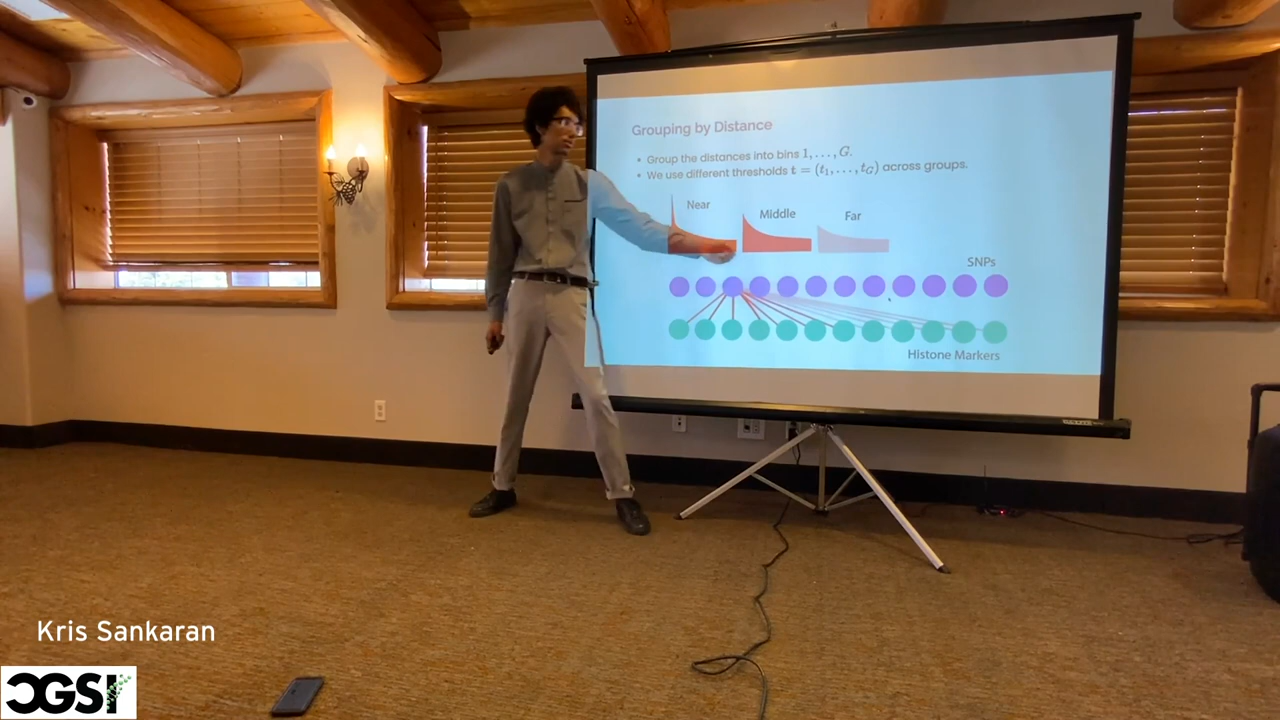 Grouping by Distance
• Group the distances into bins 1, . . . , G.
• We use different thresholds t = (t₁, . . . , t_G) across groups.
Near
Middle
Far
SNPs
Histone Markers
Kris Sankaran
CGSI